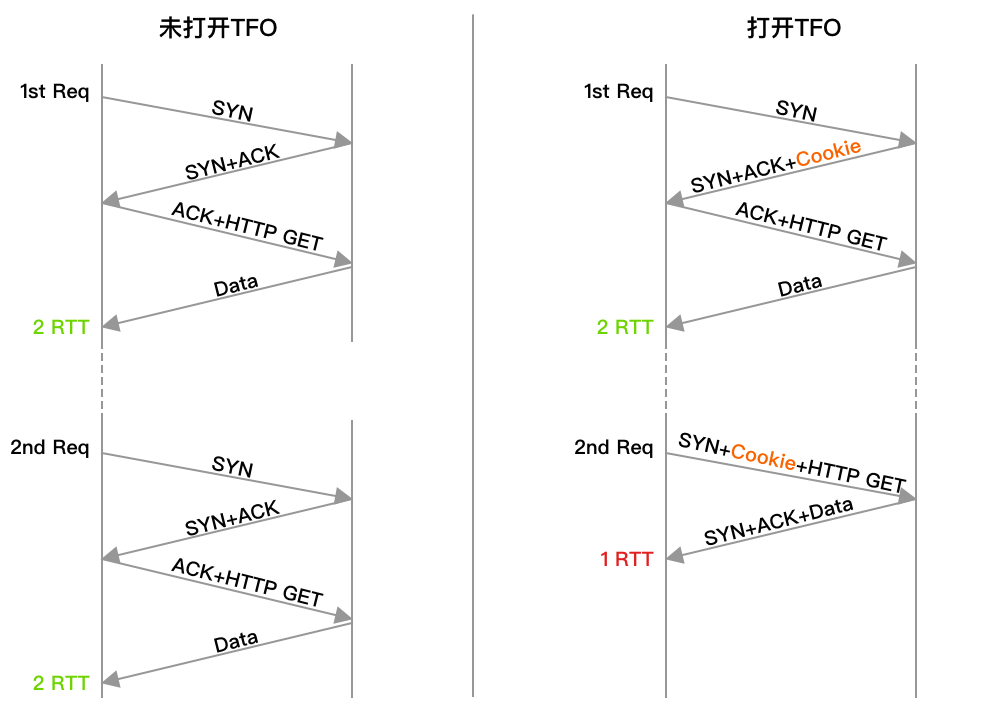 未打开TFO
1st Req
SYN
SYN+ACK
ACK+HTTP GET
Data
2 RTT
2nd Req
SYN
SYN+ACK
ACK+HTTP GET
Data
2 RTT
打开TFO
1st Req
SYN
SYN+ACK+Cookie
ACK+HTTP GET
Data
2 RTT
2nd Req
SYN+Cookie+HTTP GET
SYN+ACK+Data
1 RTT